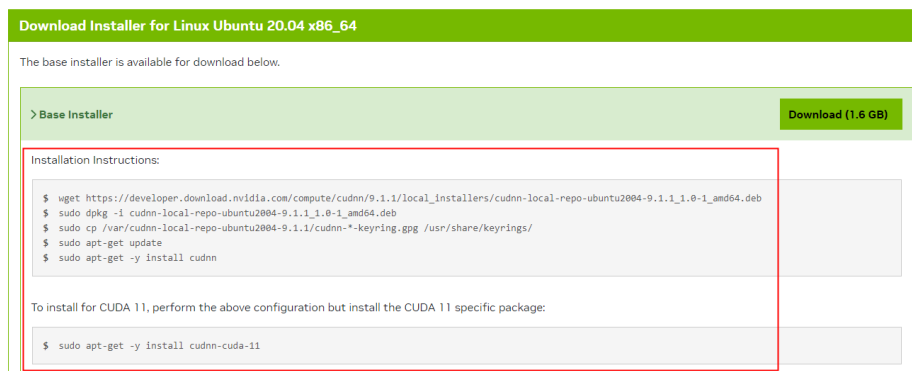 Download Installer for Linux Ubuntu 20.04 x86_64
The base installer is available for download below.
> Base Installer
Download (1.6 GB)
Installation Instructions:
$ wget https://developer.download.nvidia.com/compute/cudnn/9.1.1/local_installers/cudnn-local-repo-ubuntu2004-9.1.1_1.0-1_amd64.deb
$ sudo dpkg -i cudnn-local-repo-ubuntu2004-9.1.1_1.0-1_amd64.deb
$ sudo cp /var/cudnn-local-repo-ubuntu2004-9.1.1/cudnn-*-keyring.gpg /usr/share/keyrings/
$ sudo apt-get update
$ sudo apt-get -y install cudnn
To install for CUDA 11, perform the above configuration but install the CUDA 11 specific package:
$ sudo apt-get -y install cudnn-cuda-11